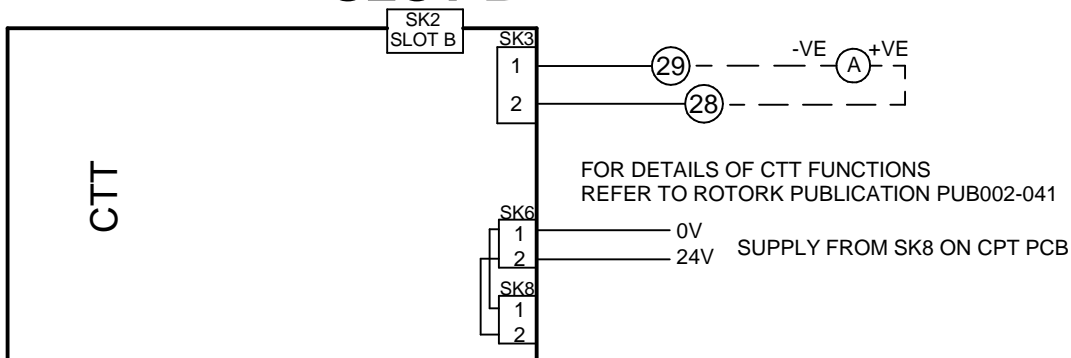 SK2
SLOT B
SK3
1
2
29
28
-VE
A
+VE
CTT
FOR DETAILS OF CTT FUNCTIONS
REFER TO ROTORK PUBLICATION PUB002-041
SK6
1
2
0V
24V
SUPPLY FROM SK8 ON CPT PCB
SK8
1
2